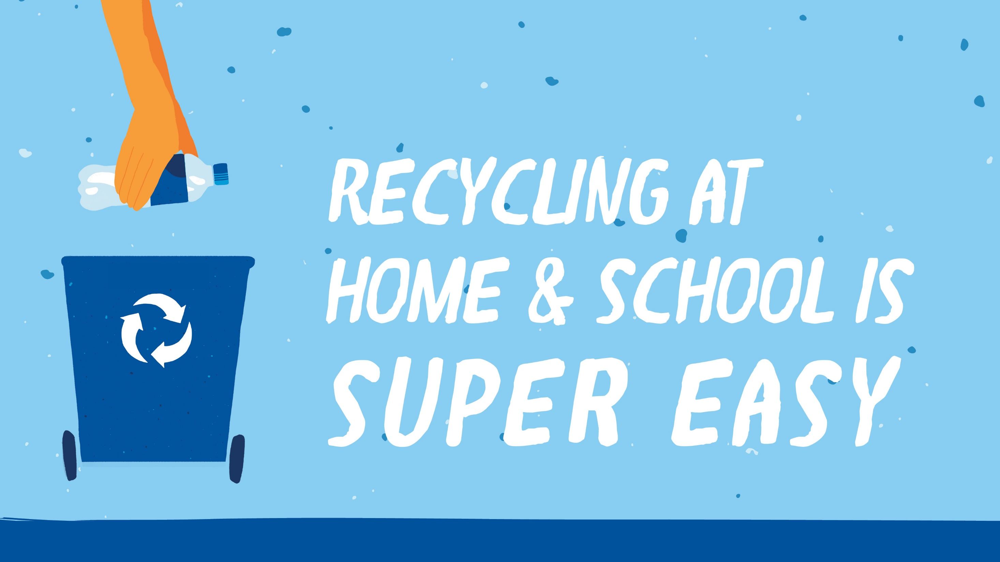 RECYCLING AT
HOME & SCHOOL IS
SUPER EASY